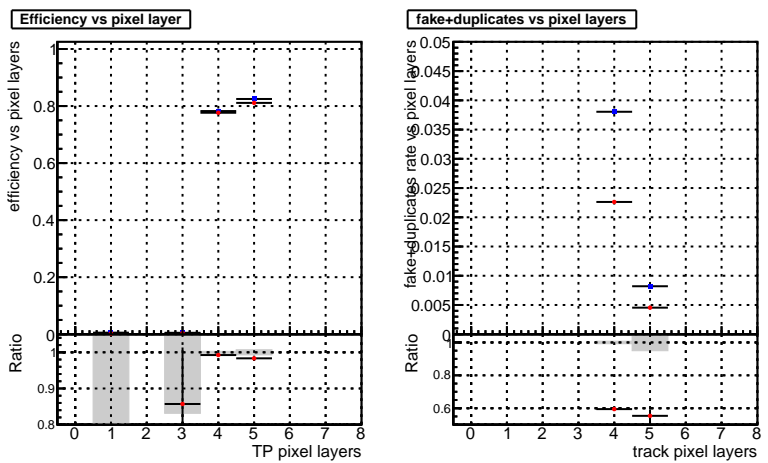 Efficiency vs pixel layer
efficiency vs pixel layers
1
0.8
0.6
0.4
0.2
0
Ratio
1
0.9
0.8
0 1 2 3 4 5 6 7 8
TP pixel layers
fake+duplicates vs pixel layers
fake+duplicates rate vs pixel layers
0.05
0.045
0.04
0.035
0.03
0.025
0.02
0.015
0.01
0.005
0
Ratio
1
0.8
0.6
0 1 2 3 4 5 6 7 8
track pixel layers